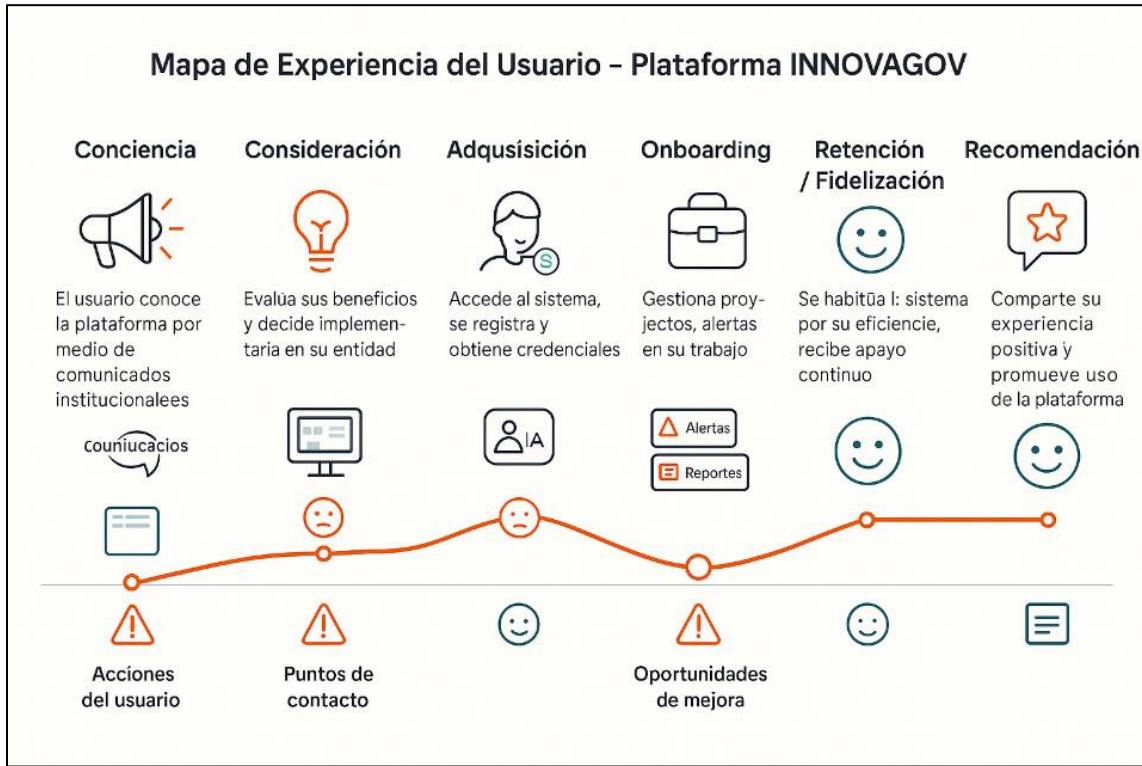 Mapa de Experiencia del Usuario – Plataforma INNOVAGOV
Conciencia
El usuario conoce
la plataforma por
medio de
comunicados
institucionalees
couniucacios
Consideración
Evalúa sus beneficios
y decide implemen-
taria en su entidad
Adqusísición
Accede al sistema,
se registra y
obtiene credenciales
IA
Onboarding
Gestiona proy-
jectos, alertas
en su trabajo
Alertas
Reportes
Retención
/ Fidelización
Se habitūa l: sistema
por su eficiencie,
recibe apayo
continuo
Recomendación
Comparte su
experiencia
positiva y
promueve uso
de la plataforma
Acciones
del usuario
Puntos de
contacto
Oportunidades
de mejora